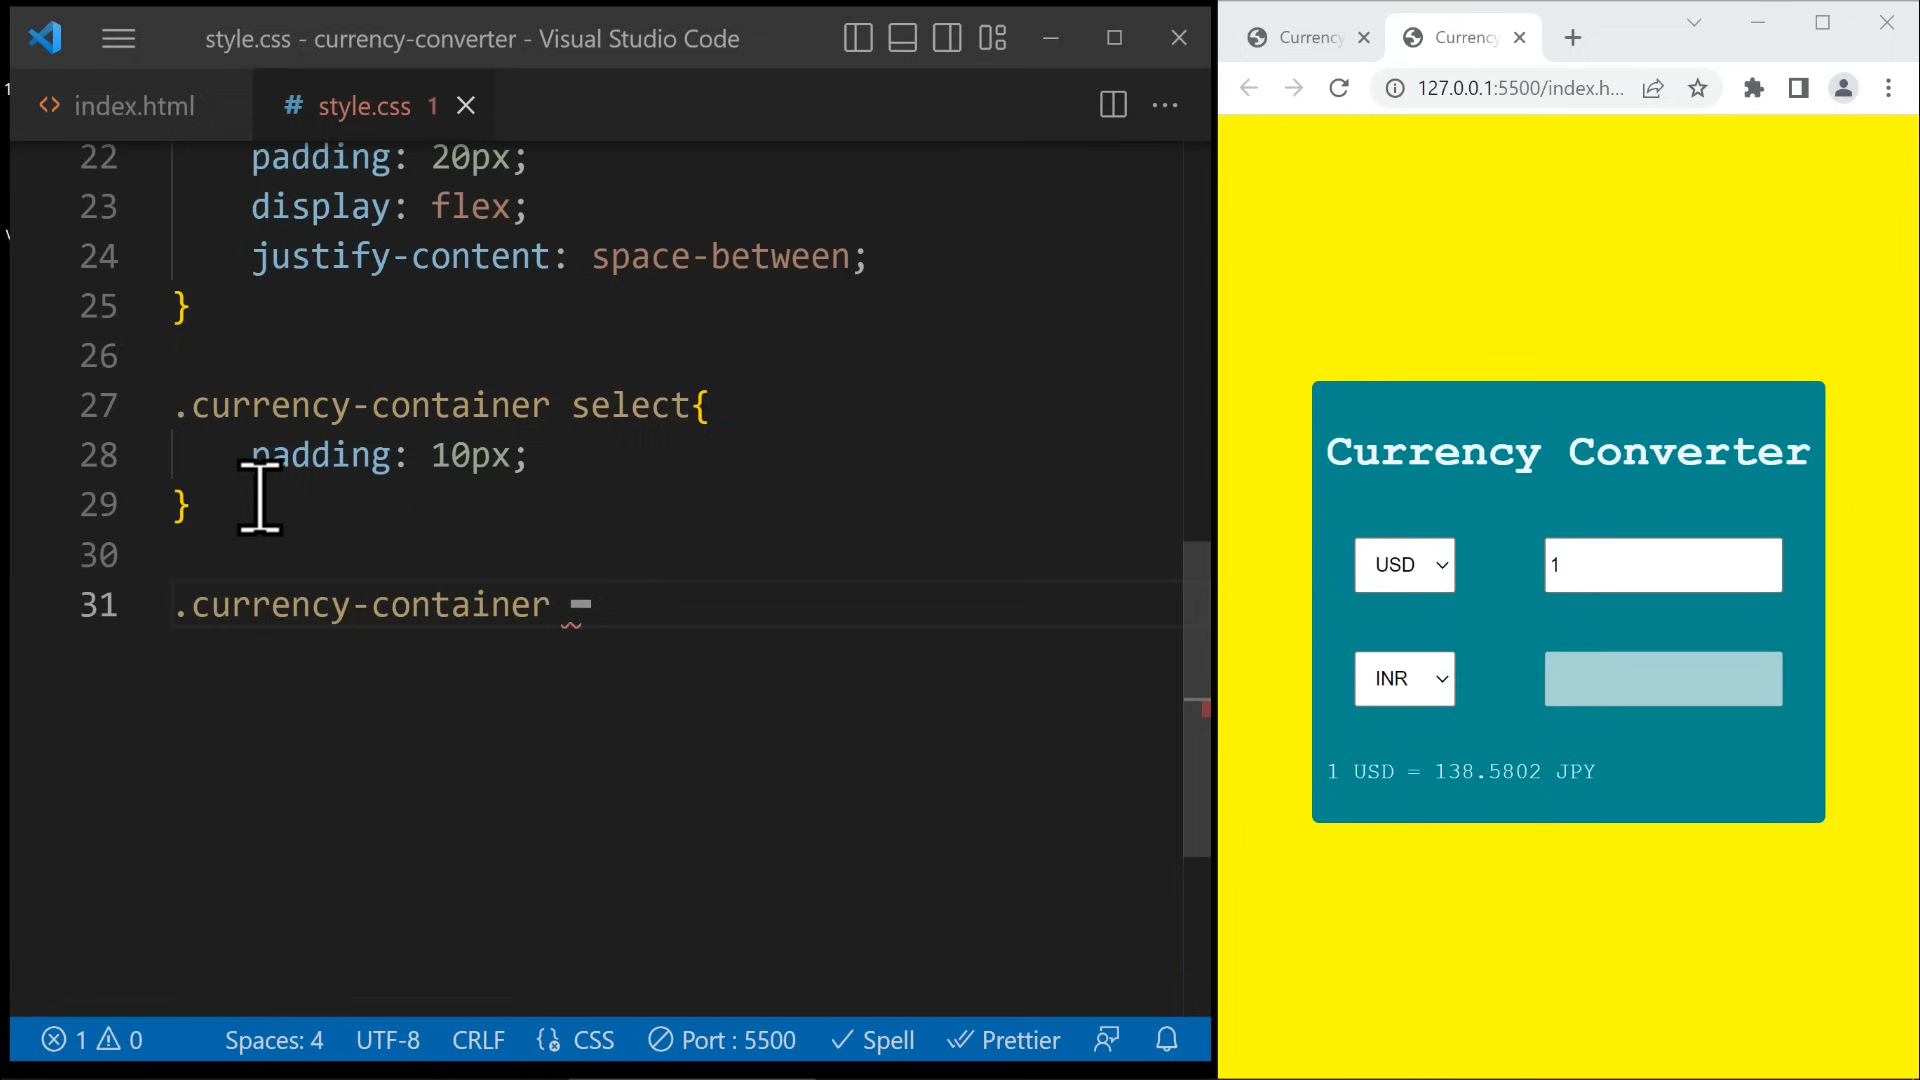 style.css - currency-converter - Visual Studio Code
index.html
# style.css 1
22 padding: 20px;
23 display: flex;
24 justify-content: space-between;
25 }
26
27 .currency-container select{
28 padding: 10px;
29 }
30
31 .currency-container
1 0 Spaces: 4 UTF-8 CRLF CSS Port : 5500 Spell Prettier
Currency
Currency
127.0.0.1:5500/index.h...
Currency Converter
USD 1
INR
1 USD = 138.5802 JPY